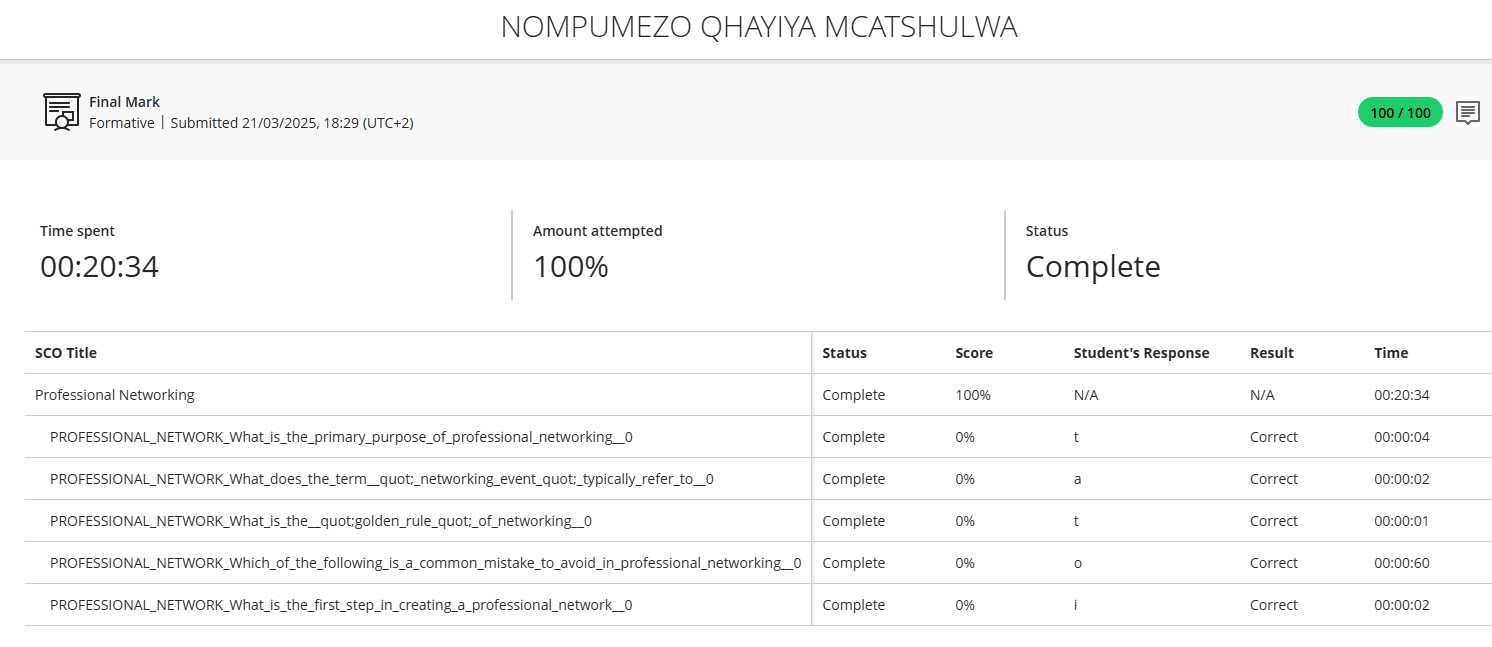 NOMPUMEZO QHAYIYA MCATSHULWA
Final Mark
Formative | Submitted 21/03/2025, 18:29 (UTC+2)
100 / 100
Time spent
00:20:34
Amount attempted
100%
Status
Complete
SCO Title Status Score Student's Response Result Time
Professional Networking Complete 100% N/A N/A 00:20:34
PROFESSIONAL_NETWORK_What_is_the_primary_purpose_of_professional_networking__0 Complete 0% t Correct 00:00:04
PROFESSIONAL_NETWORK_What_does_the_term__quot;_networking_event_quot;_typically_refer_to__0 Complete 0% a Correct 00:00:02
PROFESSIONAL_NETWORK_What_is_the__quot;golden_rule_quot;_of_networking__0 Complete 0% t Correct 00:00:01
PROFESSIONAL_NETWORK_Which_of_the_following_is_a_common_mistake_to_avoid_in_professional_networking__0 Complete 0% o Correct 00:00:60
PROFESSIONAL_NETWORK_What_is_the_first_step_in_creating_a_professional_network__0 Complete 0% i Correct 00:00:02